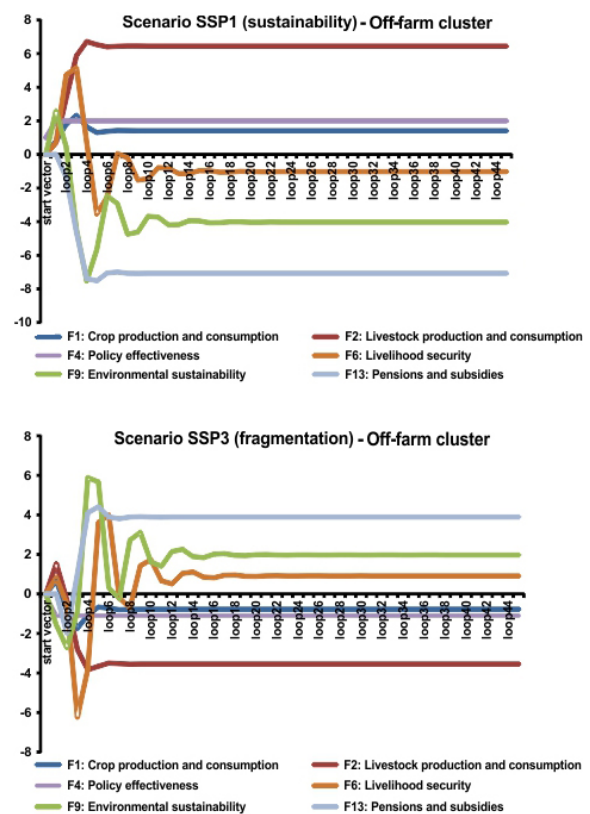 Scenario SSP1 (sustainability) - Off-farm cluster
8
6
4
2
0
-2
-4
-6
-8
-10
start vector
loop2
loop4
loop6
loop8
loop10
loop12
loop14
loop16
loop18
loop20
loop22
loop24
loop26
loop28
loop30
loop32
loop34
loop36
loop38
loop40
loop42
loop44
F1: Crop production and consumption
F2: Livestock production and consumption
F4: Policy effectiveness
F6: Livelihood security
F9: Environmental sustainability
F13: Pensions and subsidies
Scenario SSP3 (fragmentation) - Off-farm cluster
8
6
4
2
0
-2
-4
-6
-8
start vector
loop2
loop4
loop6
loop8
loop10
loop12
loop14
loop16
loop18
loop20
loop22
loop24
loop26
loop28
loop30
loop32
loop34
loop36
loop38
loop40
loop42
loop44
F1: Crop production and consumption
F2: Livestock production and consumption
F4: Policy effectiveness
F6: Livelihood security
F9: Environmental sustainability
F13: Pensions and subsidies